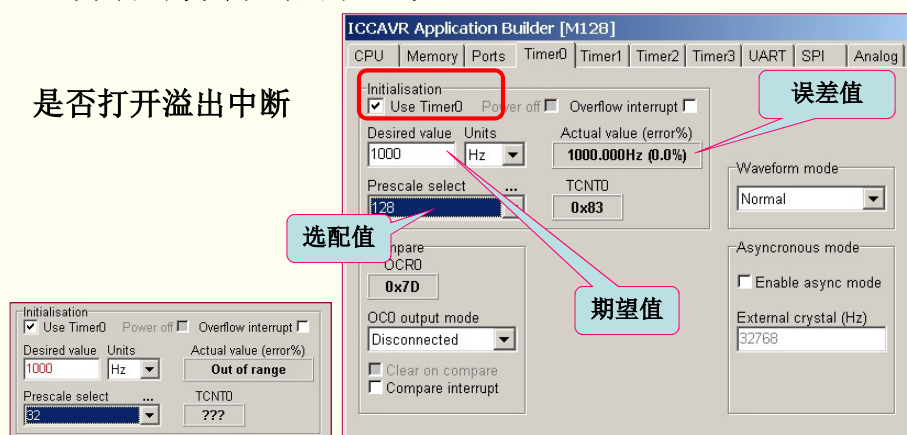 ICCAVR Application Builder [M128]
CPU Memory Ports Timer0 Timer1 Timer2 Timer3 UART SPI Analog
是否打开溢出中断
Initialisation
Use Timer0 Power off Overflow interrupt
误差值
Desired value Units Actual value (error%)
1000 Hz 1000.000Hz (0.0%)
Prescale select ... TCNT0
128 0x83
Waveform mode
Normal
选配值
OCR0
0x7D
期望值
OC0 output mode
Disconnected
Clear on compare
Compare interrupt
Asyncronous mode
Enable async mode
External crystal (Hz)
32768
Initialisation
Use Timer0 Power off Overflow interrupt
Desired value Units Actual value (error%)
1000 Hz Out of range
Prescale select ... TCNT0
32 ???